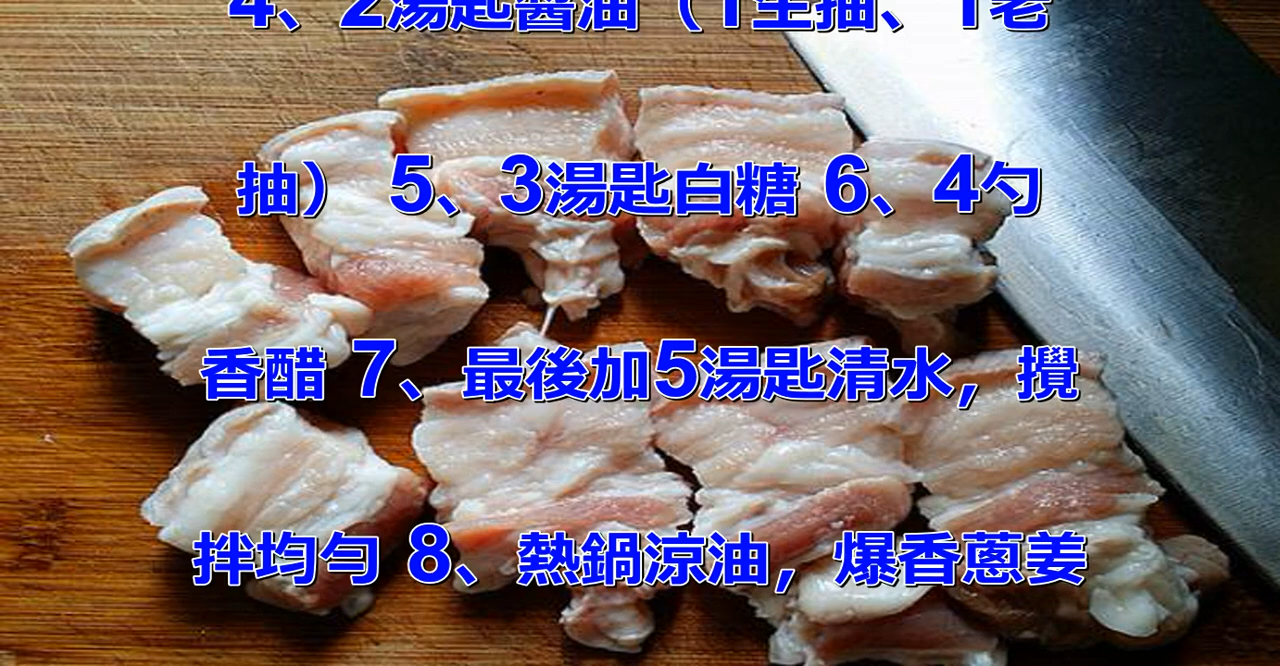 4、2湯匙醬油（1生抽、1老
抽） 5、3湯匙白糖 6、4勺
香醋 7、最後加5湯匙清水，攪
拌均勻 8、熱鍋涼油，爆香蔥姜